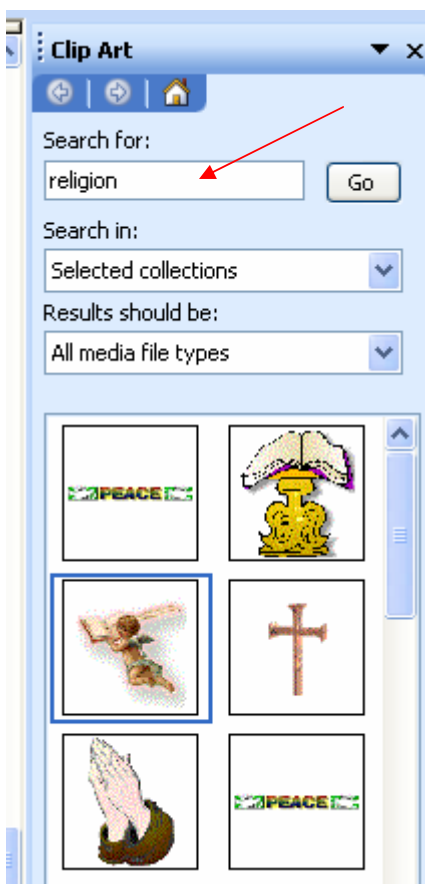 Clip Art
Search for:
religion
Go
Search in:
Selected collections
Results should be:
All media file types
PEACE
PEACE